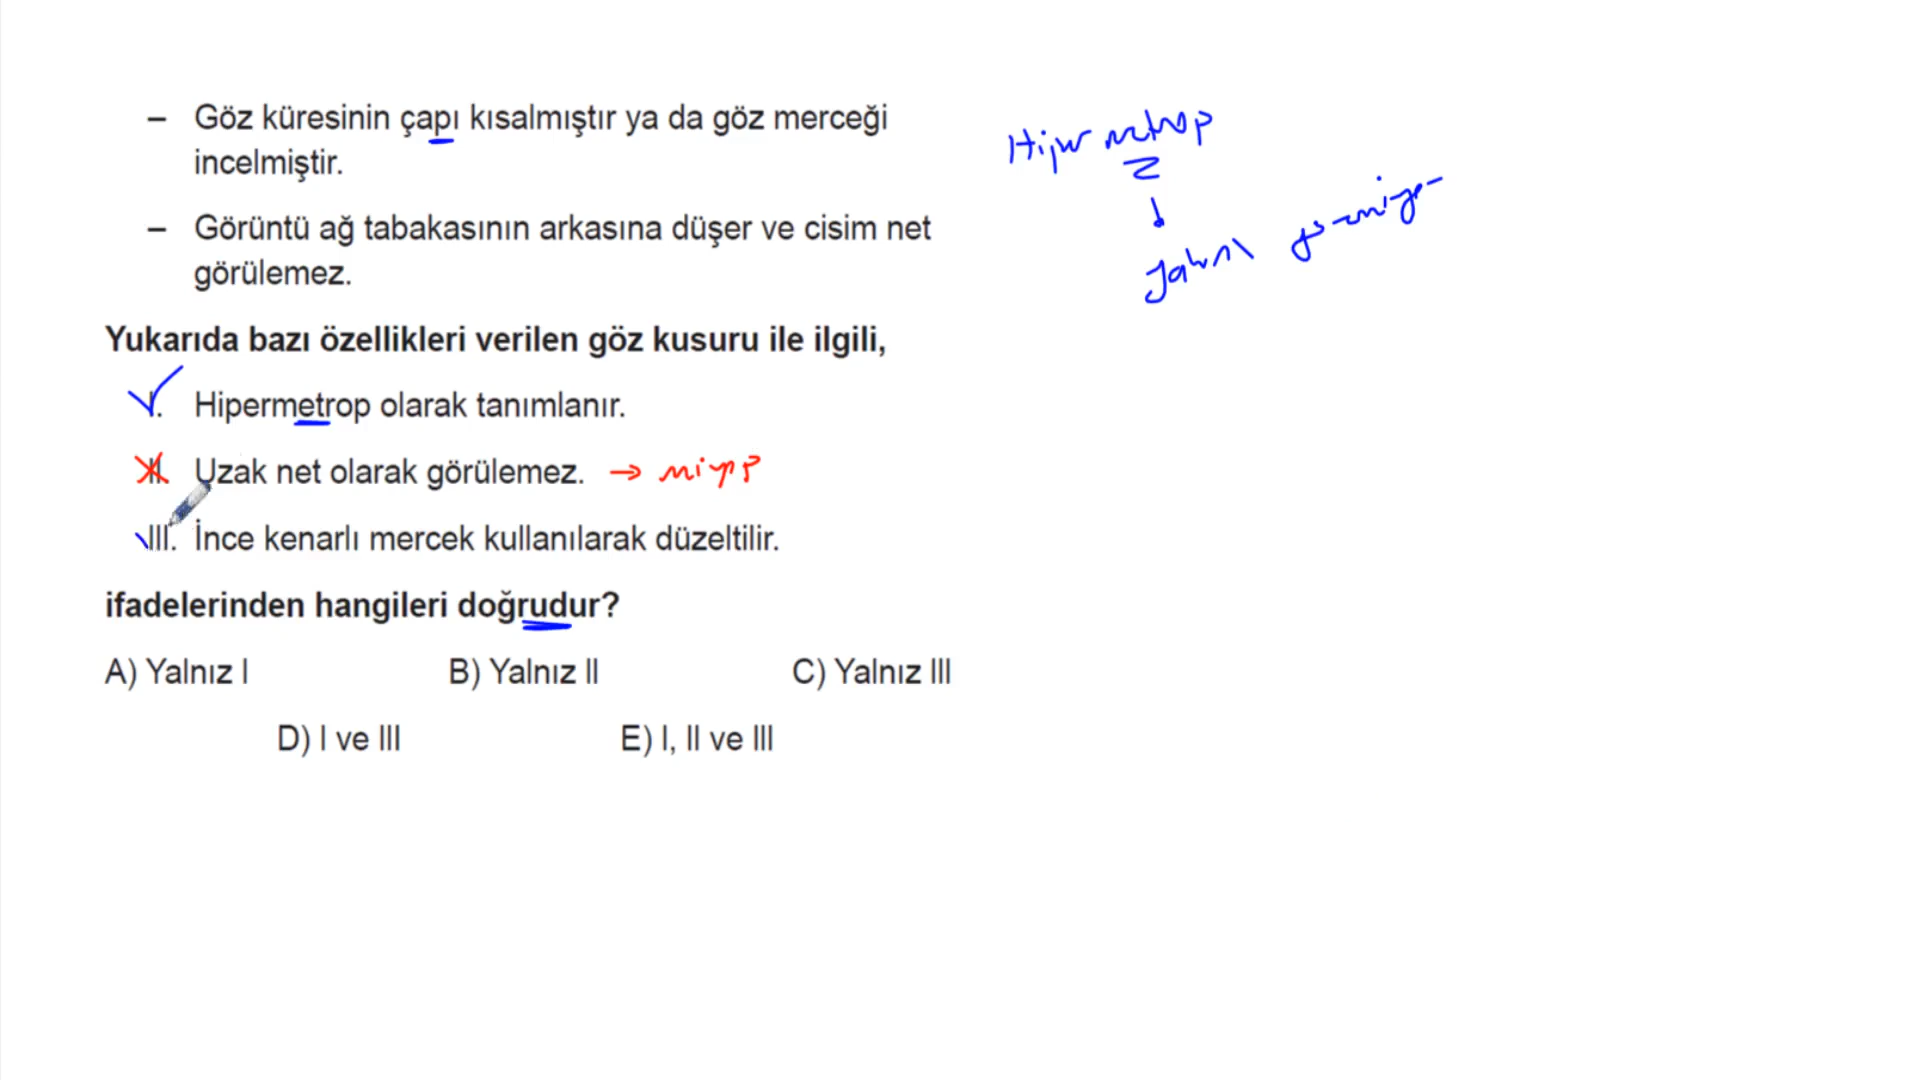 – Göz küresinin çapı kısalmıştır ya da göz merceği
incelmiştir.
– Görüntü ağ tabakasının arkasına düşer ve cisim net
görülemez.
Yukarıda bazı özellikleri verilen göz kusuru ile ilgili,
I. Hipermetrop olarak tanımlanır.
II. Uzak net olarak görülemez. → miyop
III. İnce kenarlı mercek kullanılarak düzeltilir.
ifadelerinden hangileri doğrudur?
A) Yalnız I B) Yalnız II C) Yalnız III
D) I ve III E) I, II ve III
Hipermetrop